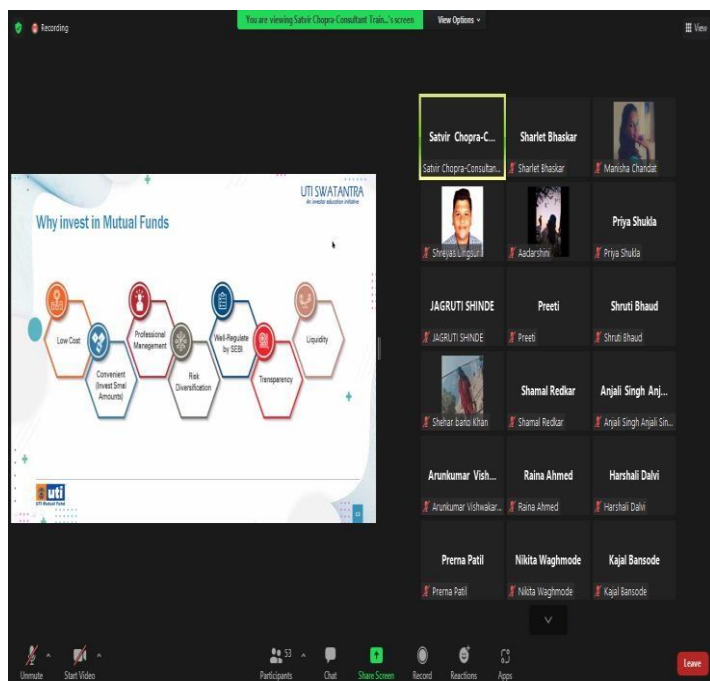 Recording
You are viewing Satvir Chopra-Consultant Train...'s screen
View Options
View
UTI SWATANTRA
An investor education initiative
Why invest in Mutual Funds
Low Cost
Convenient
(Invest Smal
Amounts)
Professional
Management
Risk
Diversification
Well-Regulate
by SEBI
Transparency
Liquidity
uti
UTI Mutual Fund
Satvir Chopra-C...
Satvir Chopra-Consultan...
Sharlet Bhaskar
Sharlet Bhaskar
Manisha Chandat
Shreyas Lingsur
Aadarshini
Priya Shukla
Priya Shukla
JAGRUTI SHINDE
JAGRUTI SHINDE
Preeti
Preeti
Shruti Bhaud
Shruti Bhaud
Shehar bano Khan
Shamal Redkar
Shamal Redkar
Anjali Singh Anj...
Anjali Singh Anjali Sin...
Arunkumar Vish...
Arunkumar Vishwakar...
Raina Ahmed
Raina Ahmed
Harshali Dalvi
Harshali Dalvi
Prerna Patil
Prerna Patil
Nikita Waghmode
Nikita Waghmode
Kajal Bansode
Kajal Bansode
Unmute
Start Video
53
Participants
Chat
Share Screen
Record
Reactions
Apps
Leave